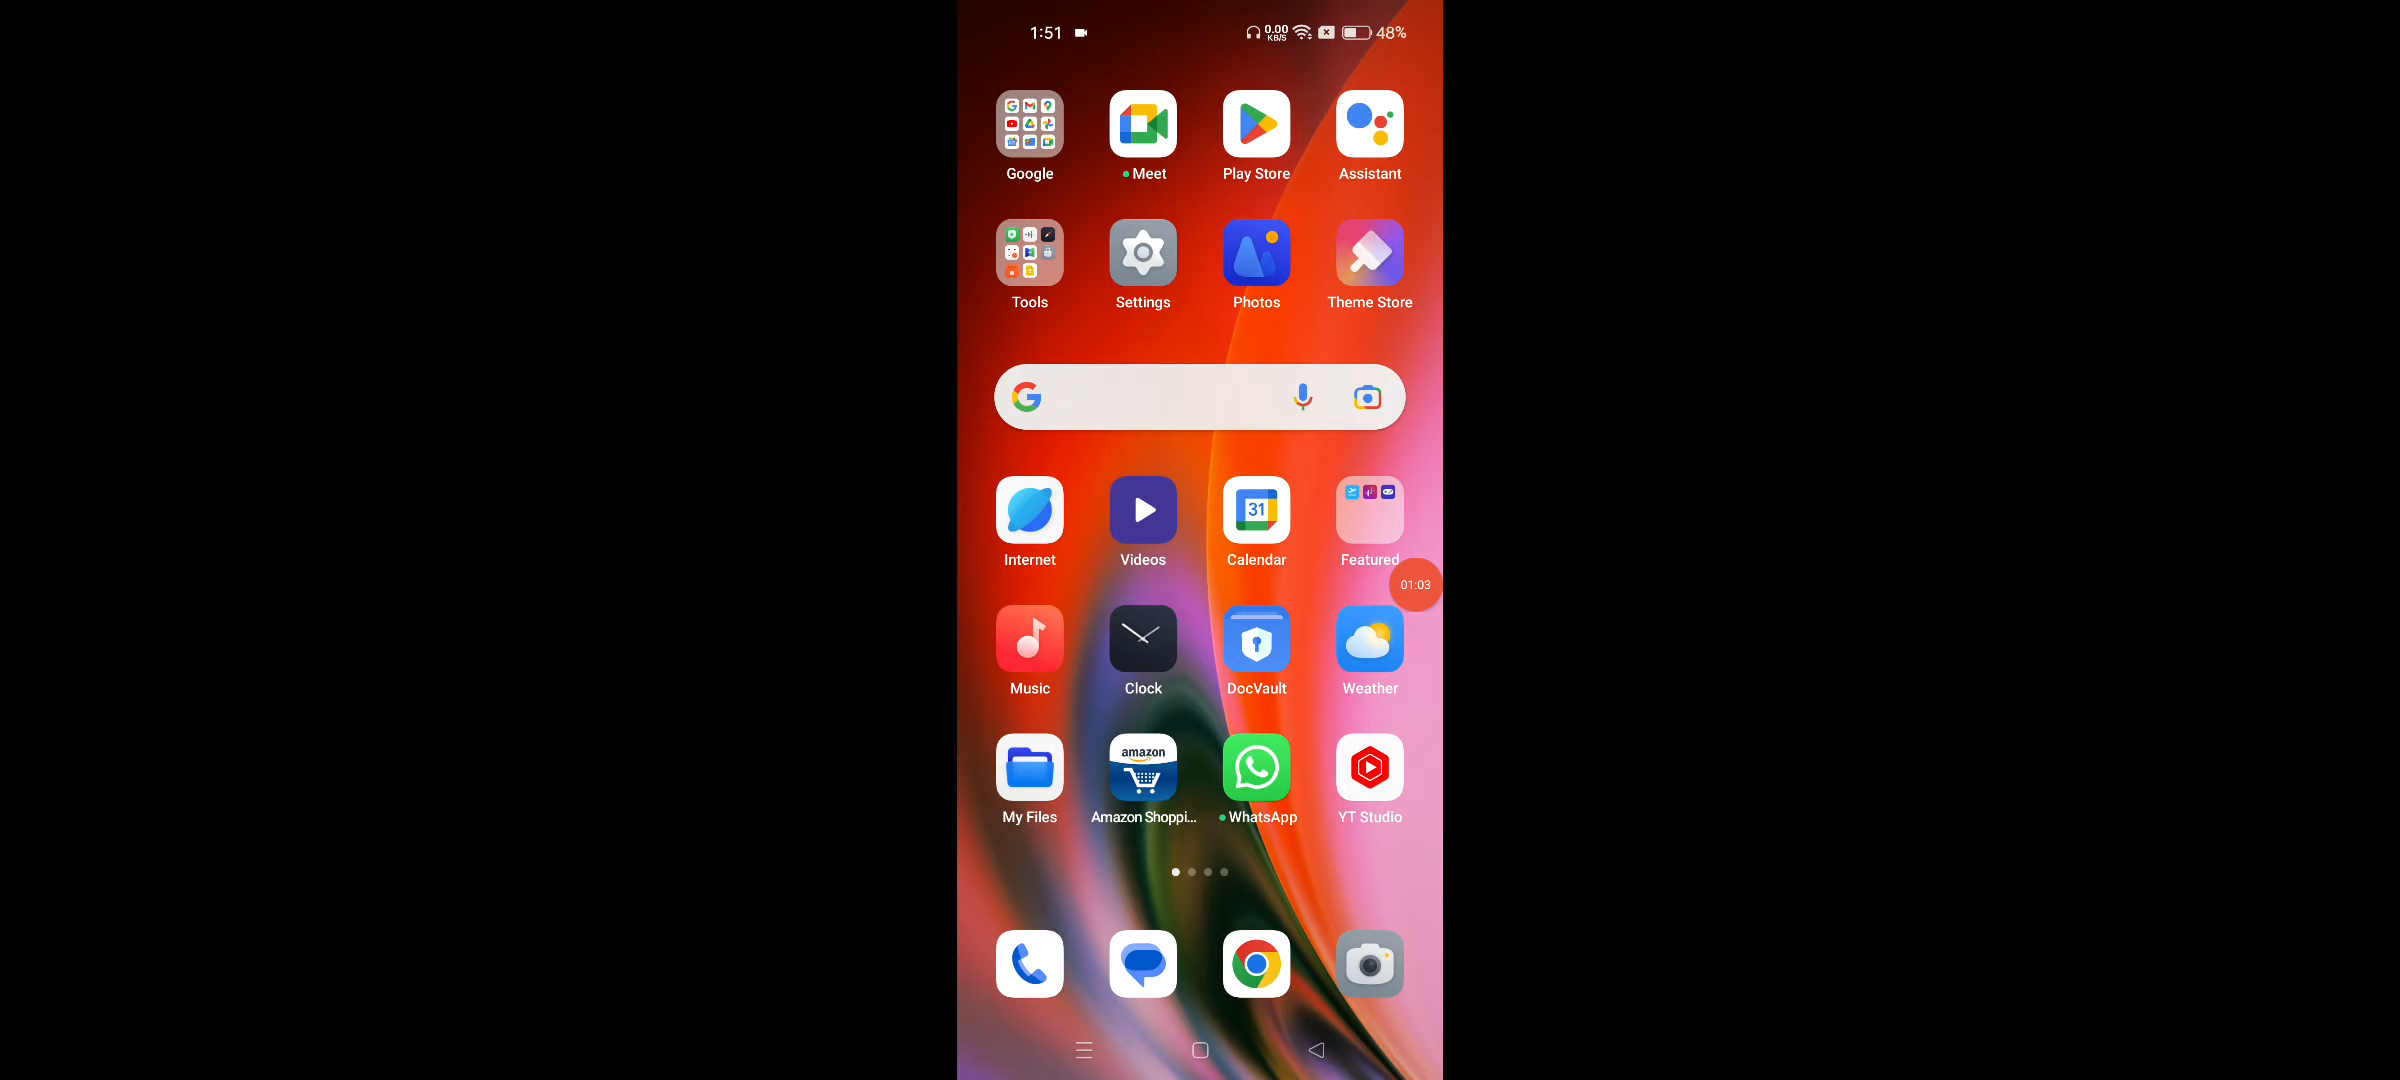 1:51 0.00 KB/S 48%
Google Meet Play Store Assistant
Tools Settings Photos Theme Store
31
Internet Videos Calendar Featured
01:03
Music Clock DocVault Weather
amazon
My Files Amazon Shoppi... WhatsApp YT Studio